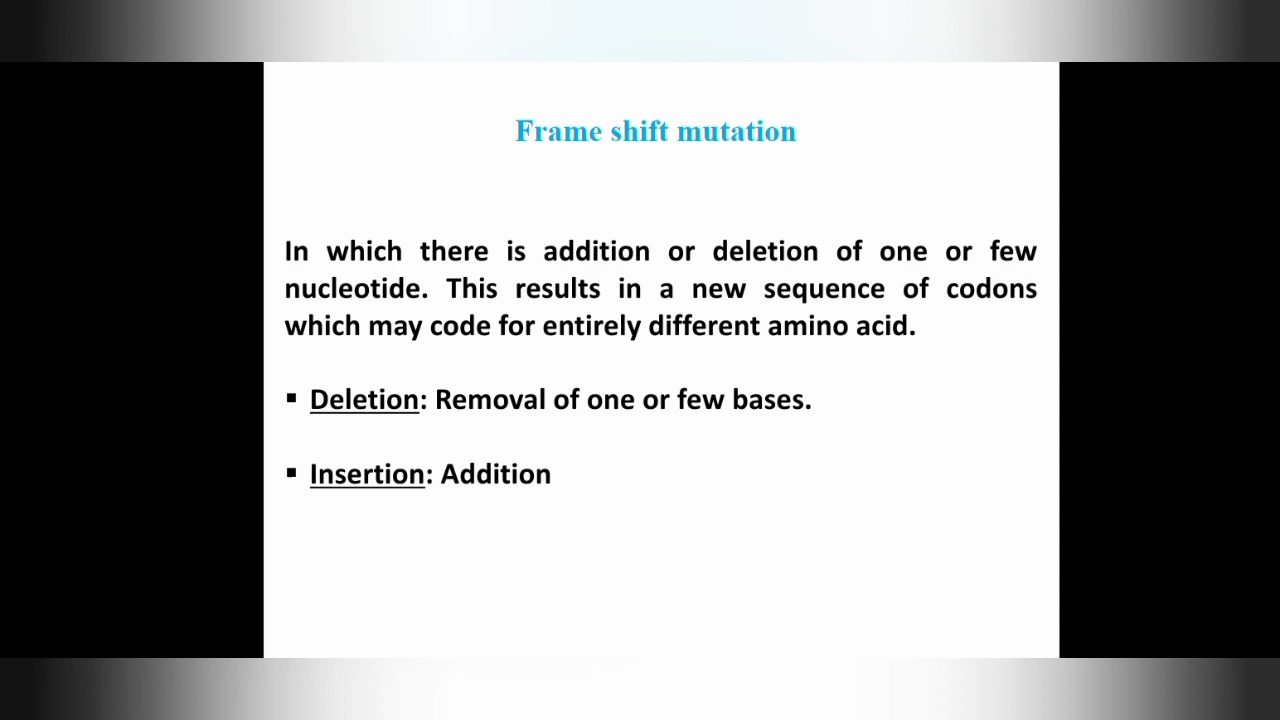 Frame shift mutation
In which there is addition or deletion of one or few
nucleotide. This results in a new sequence of codons
which may code for entirely different amino acid.
▪ Deletion: Removal of one or few bases.
▪ Insertion: Addition